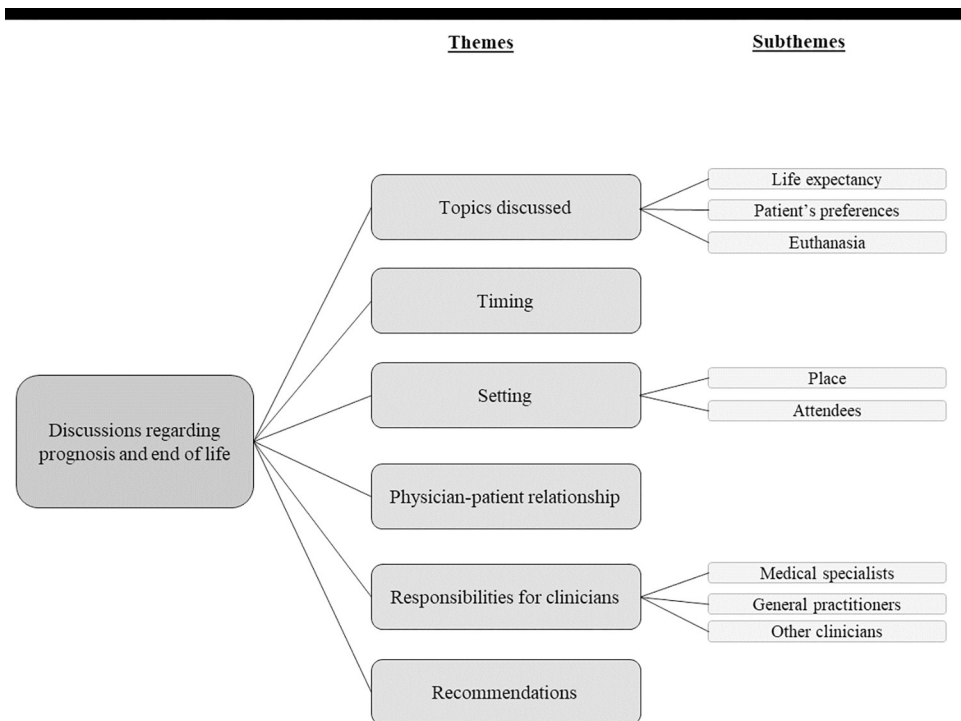 Themes
Subthemes
Discussions regarding
prognosis and end of life
Topics discussed
Life expectancy
Patient's preferences
Euthanasia
Timing
Setting
Place
Attendees
Physician-patient relationship
Responsibilities for clinicians
Medical specialists
General practitioners
Other clinicians
Recommendations